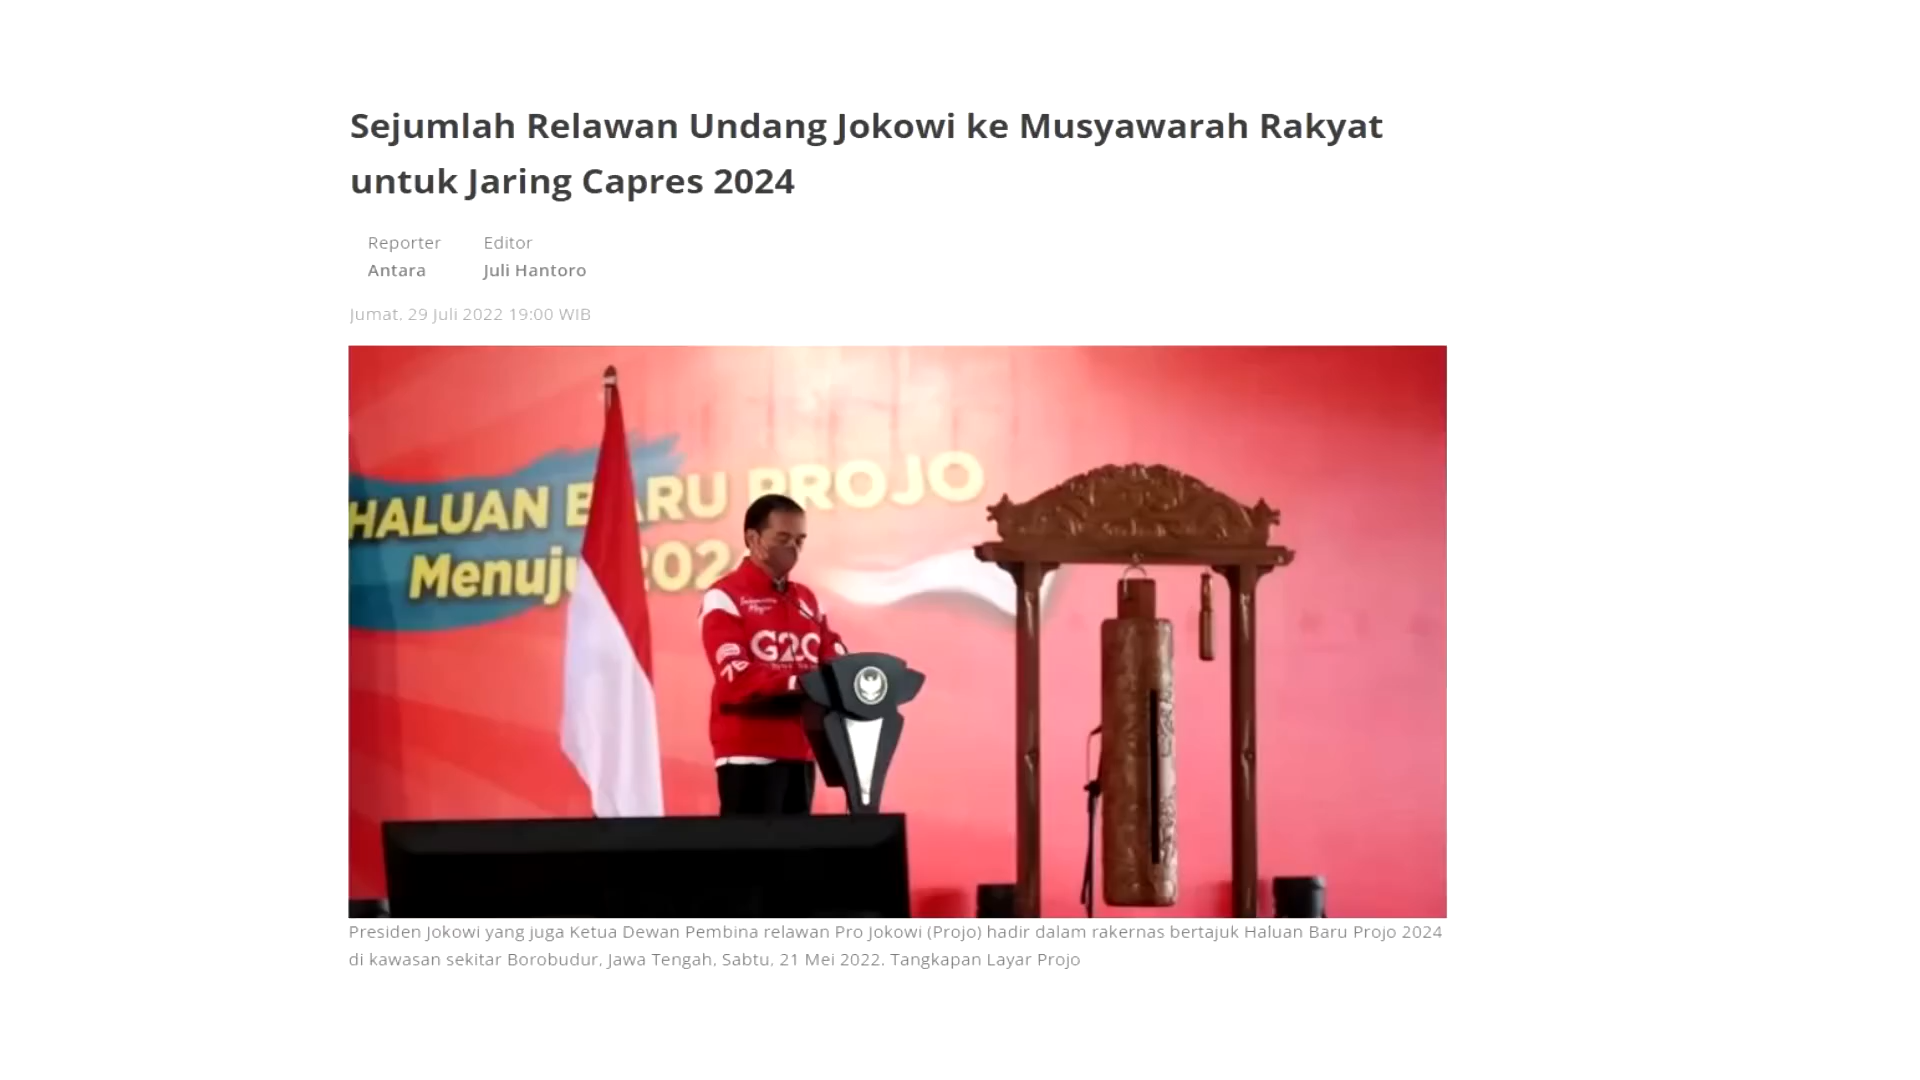 Sejumlah Relawan Undang Jokowi ke Musyawarah Rakyat
untuk Jaring Capres 2024
Reporter Editor
Antara Juli Hantoro
Jumat, 29 Juli 2022 19:00 WIB
HALUAN BARU PROJO
Menuju 2024
G20
Presiden Jokowi yang juga Ketua Dewan Pembina relawan Pro Jokowi (Projo) hadir dalam rakernas bertajuk Haluan Baru Projo 2024
di kawasan sekitar Borobudur, Jawa Tengah, Sabtu, 21 Mei 2022. Tangkapan Layar Projo